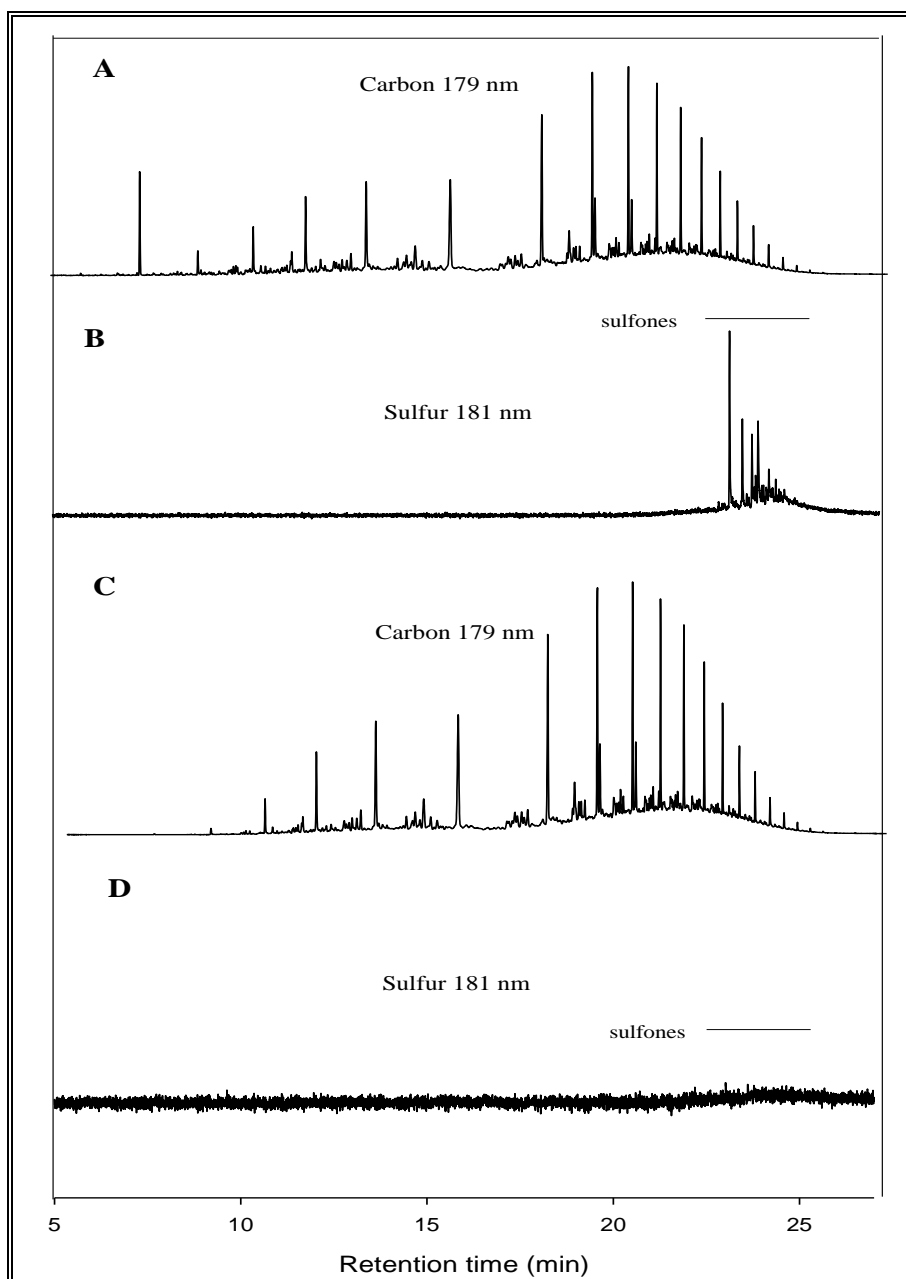 A
Carbon 179 nm
sulfones
B
Sulfur 181 nm
C
Carbon 179 nm
D
Sulfur 181 nm
sulfones
5 10 15 20 25
Retention time (min)